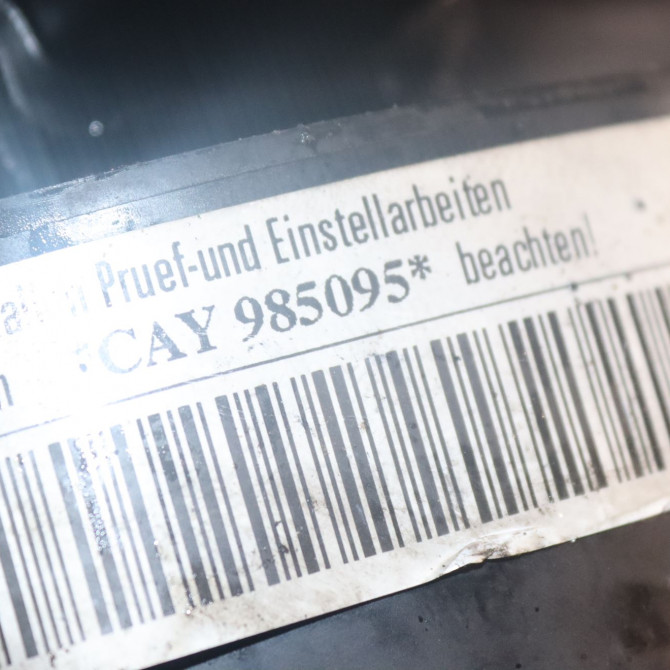 Pruef-und Einstellarbeiten
*CAY 985095* beachten!